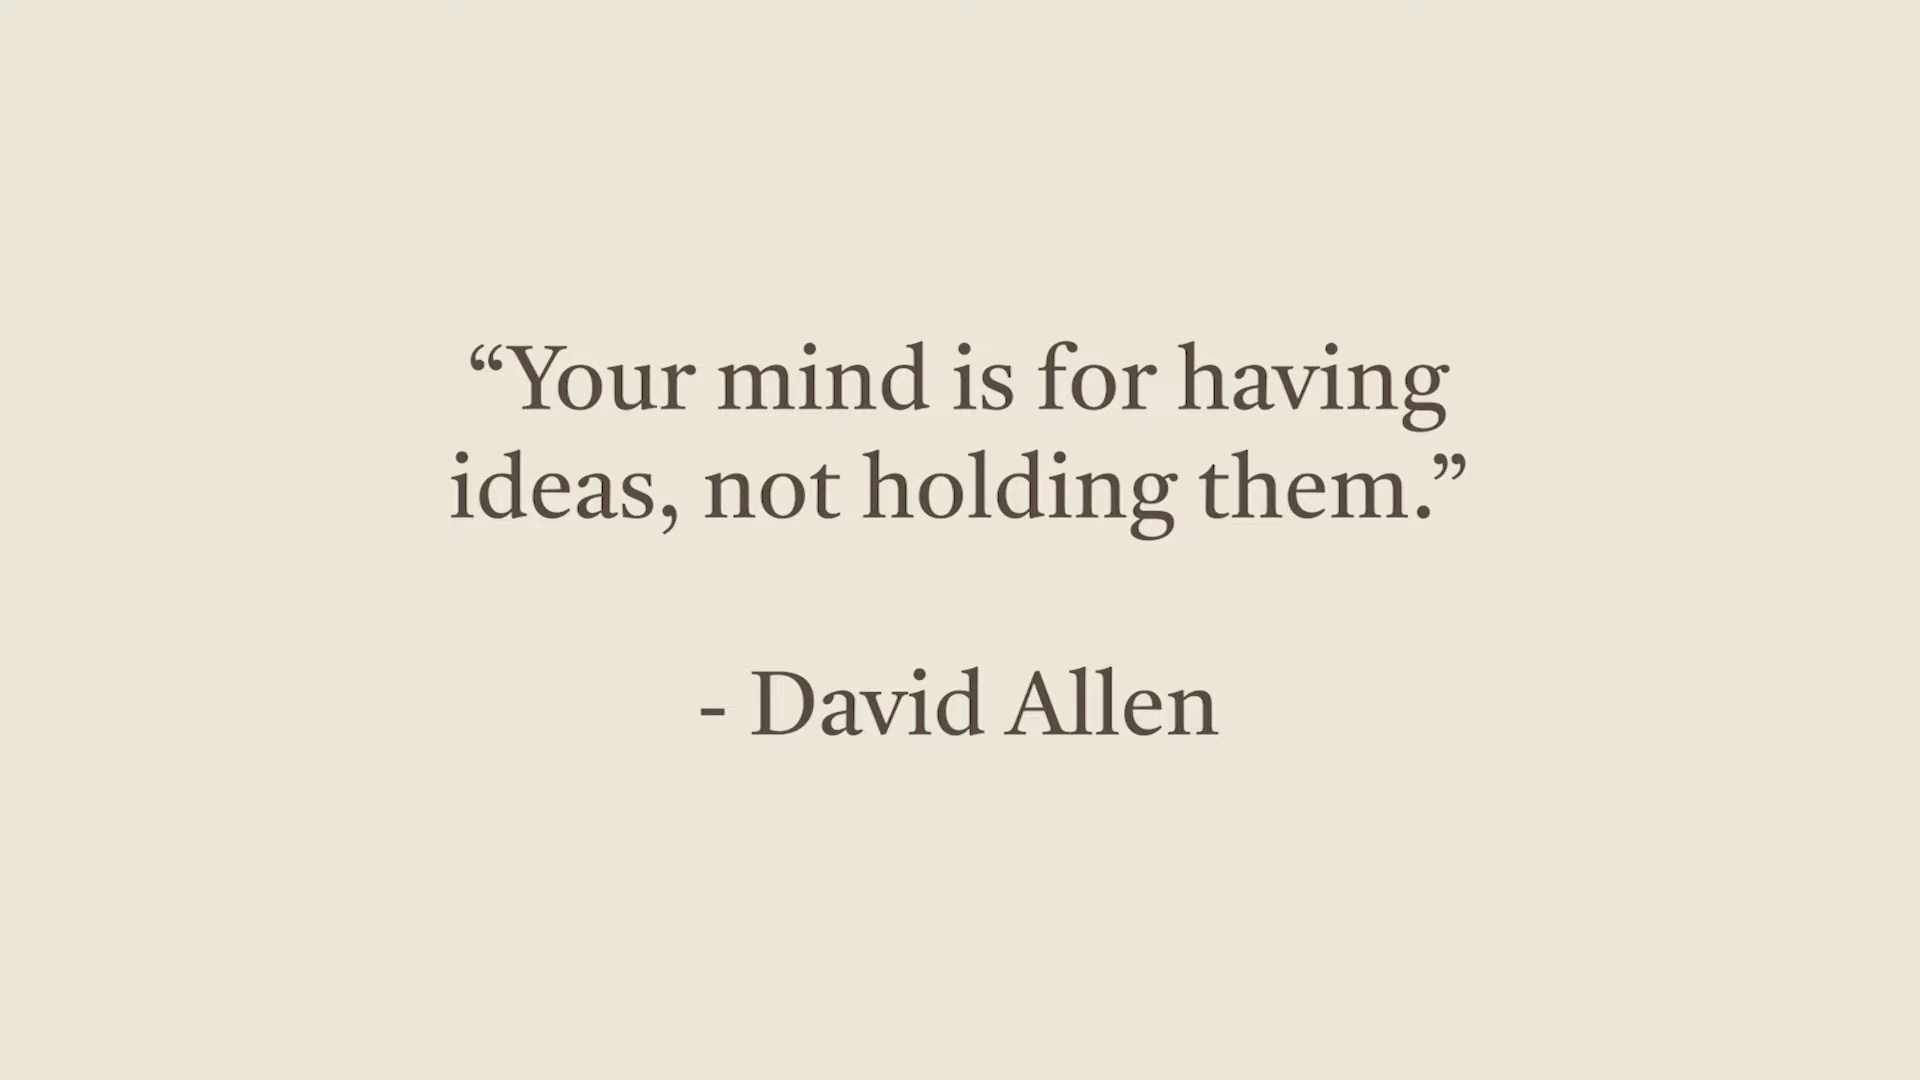 “Your mind is for having
ideas, not holding them.”
- David Allen